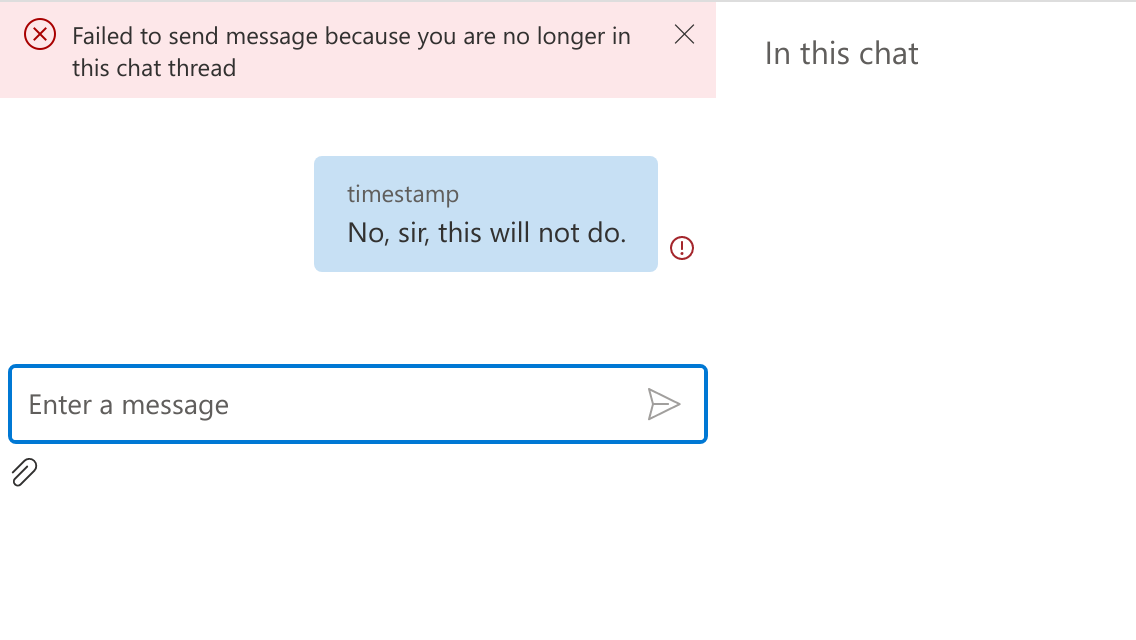 Failed to send message because you are no longer in
this chat thread
In this chat
timestamp
No, sir, this will not do.
Enter a message